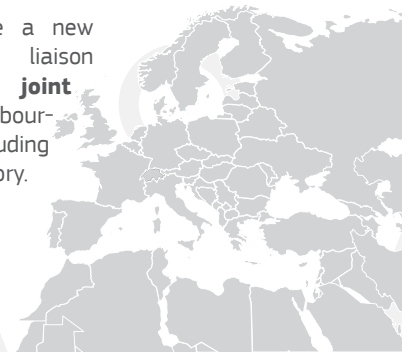 a new
liaison
joint
bour-
uding
ory.